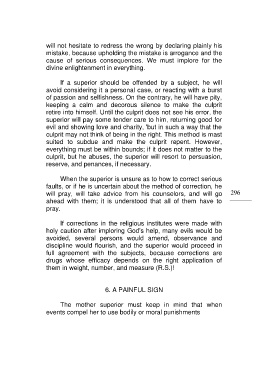 will not hesitate to redress the wrong by declaring plainly his
mistake, because upholding the mistake is arrogance and the
cause of serious consequences. We must implore for the
divine enlightenment in everything.
If a superior should be offended by a subject, he will
avoid considering it a personal case, or reacting with a burst
of passion and selfishness. On the contrary, he will have pity,
keeping a calm and decorous silence to make the culprit
retire into himself. Until the culprit does not see his error, the
superior will pay some tender care to him, returning good for
evil and showing love and charity, 'but in such a way that the
culprit may not think of being in the right. This method is mast
suited to subdue and make the culprit repent. However,
everything must be within bounds; if it does not matter to the
culprit, but he abuses, the superior will resort to persuasion,
reserve, and penances, if necessary.
When the superior is unsure as to how to correct serious
faults, or if he is uncertain about the method of correction, he
will pray, will take advice from his counselors, and will go
ahead with them; it is understood that all of them have to
pray.
296
If corrections in the religious institutes were made with
holy caution after imploring God's help, many evils would be
avoided, several persons would amend, observance and
discipline would flourish, and the superior would proceed in
full agreement with the subjects, because corrections are
drugs whose efficacy depends on the right application of
them in weight, number, and measure (R.S.)!
6. A PAINFUL SIGN
The mother superior must keep in mind that when
events compel her to use bodily or moral punishments